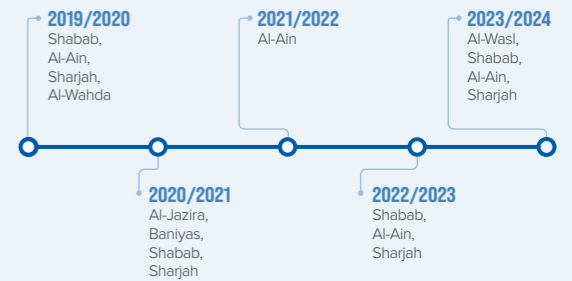 2019/2020
Shabab,
Al-Ain,
Sharjah,
Al-Wahda
2020/2021
Al-Jazira,
Baniyas,
Shabab,
Sharjah
2021/2022
Al-Ain
2022/2023
Shabab,
Al-Ain,
Sharjah
2023/2024
Al-Wasl,
Shabab,
Al-Ain,
Sharjah